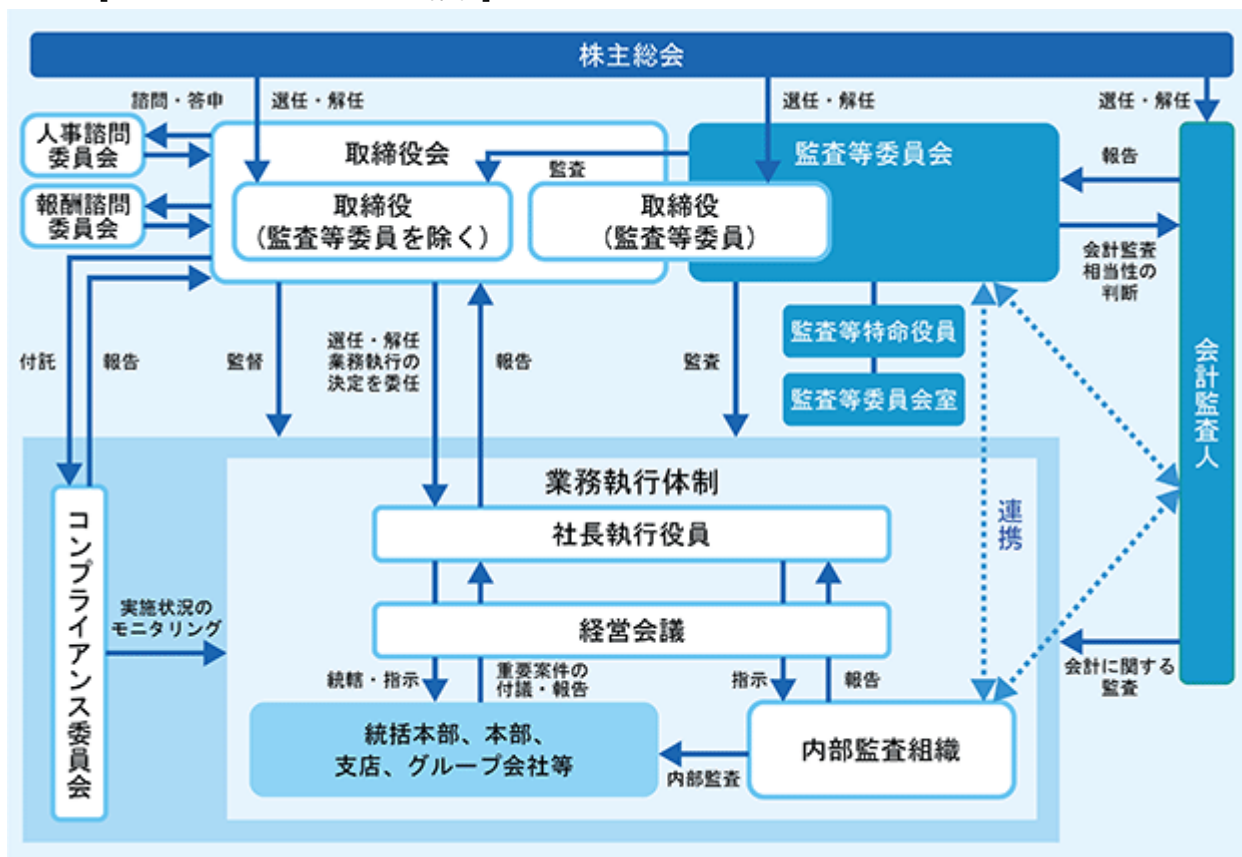 株主総会
諮問・答申
選任・解任
選任・解任
選任・解任
人事諮問
委員会
報酬諮問
委員会
取締役会
監査
監査等委員会
報告
取締役
(監査等委員を除く)
取締役
(監査等委員)
会計監査
相当性の
判断
付託
報告
監督
選任・解任
業務執行の
決定を委任
報告
監査
監査等特命役員
監査等委員会室
会計監査人
業務執行体制
社長執行役員
連携
コンプライアンス委員会
実施状況の
モニタリング
経営会議
統轄・指示
重要案件の
付議・報告
指示
報告
会計に関する
監査
統括本部、本部、
支店、グループ会社等
内部監査
内部監査組織